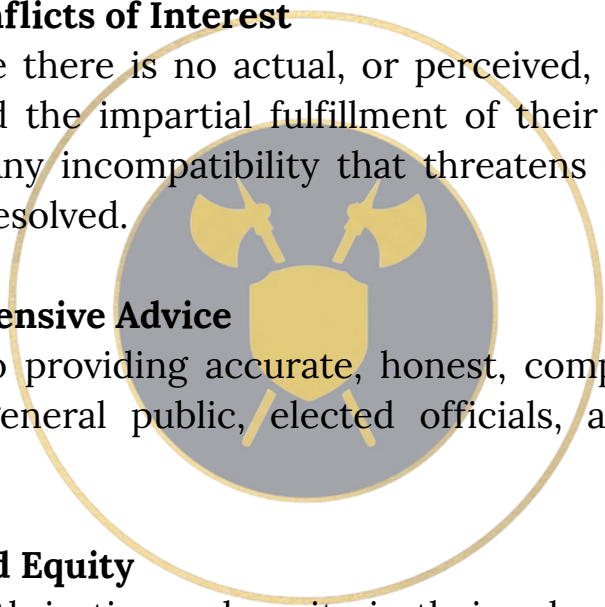 nflicts of Interest
e there is no actual, or perceived,
d the impartial fulfillment of their
Any incompatibility that threatens
esolved.
ensive Advice
o providing accurate, honest, comp
eneral public, elected officials, a
d Equity